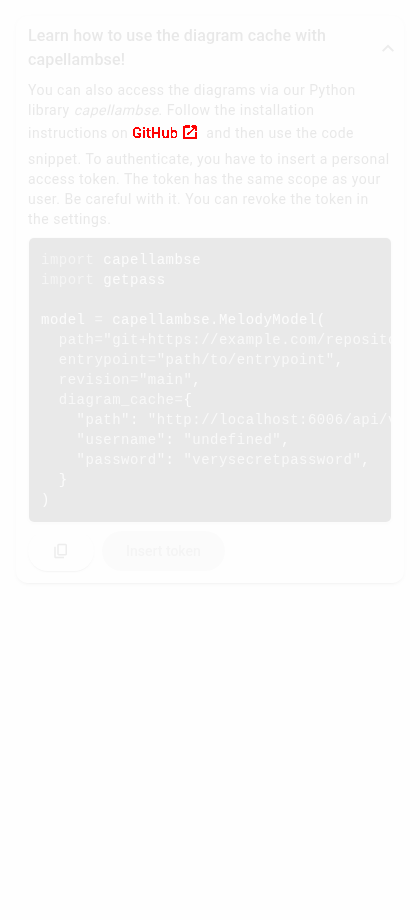 Learn how to use the diagram cache with
capellambse!
You can also access the diagrams via our Python
library capellambse. Follow the installation
instructions on GitHub and then use the code
snippet. To authenticate, you have to insert a personal
access token. The token has the same scope as your
user. Be careful with it. You can revoke the token in
the settings.
import capellambse
import getpass
model = capellambse.MelodyModel(
path="git+https://example.com/reposito
entrypoint="path/to/entrypoint",
revision="main",
diagram_cache={
"path": "http://localhost:6006/api/
"username": "undefined",
"password": "verysecretpassword",
}
)
Insert token